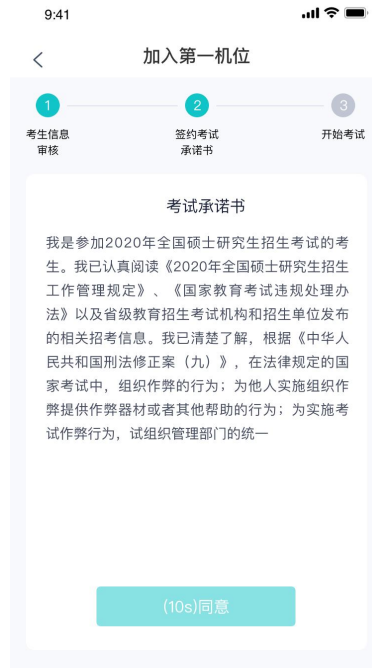 9:41
加入第一机位
1
2
3
考生信息
审核
签约考试
承诺书
开始考试
考试承诺书
我是参加2020年全国硕士研究生招生考试的考
生。我已认真阅读《2020年全国硕士研究生招生
工作管理规定》、《国家教育考试违规处理办
法》以及省级教育招生考试机构和招生单位发布
的相关招考信息。我已清楚了解，根据《中华人
民共和国刑法修正案（九）》，在法律规定的国
家考试中，组织作弊的行为；为他人实施组织作
弊提供作弊器材或者其他帮助的行为；为实施考
试作弊行为，试组织管理部门的统一
(10s)同意